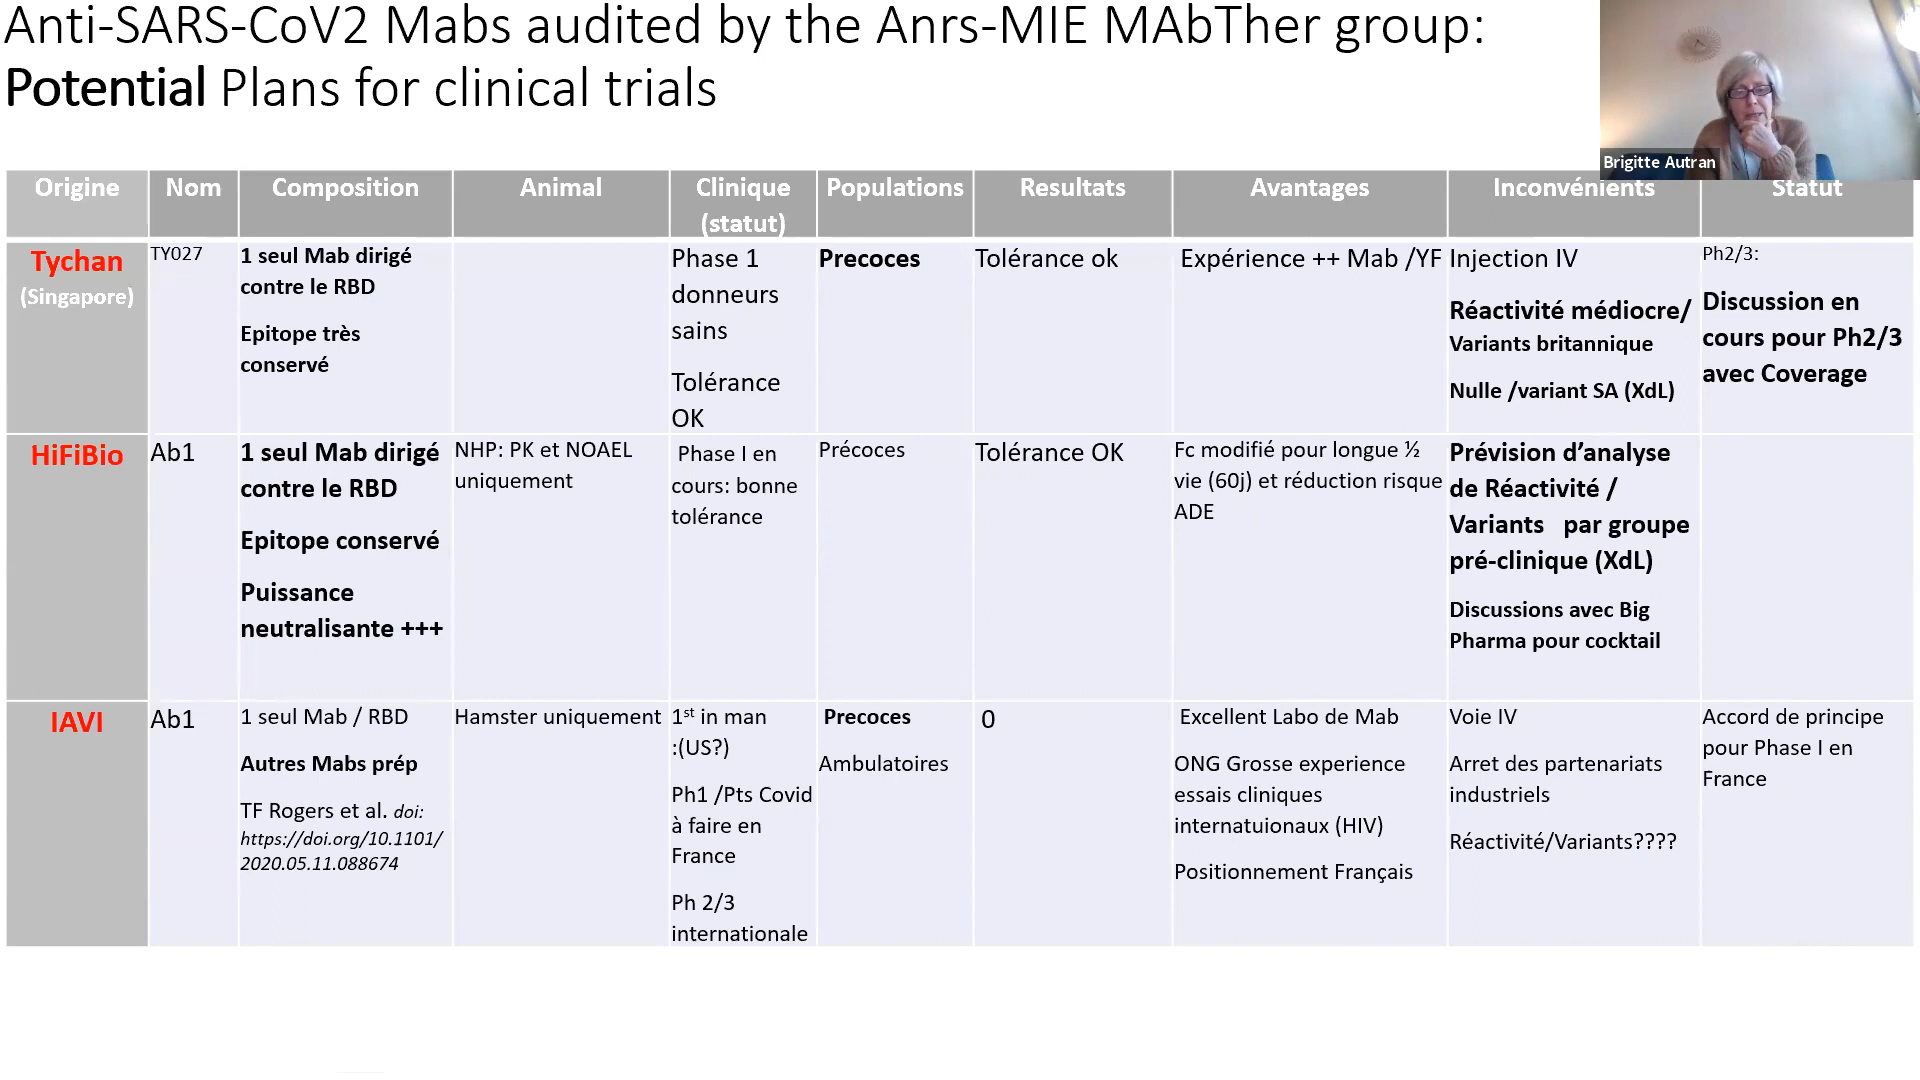 Anti-SARS-CoV2 Mabs audited by the Anrs-MIE MAbTher group:
Potential Plans for clinical trials
Brigitte Autran
Origine
Nom
Composition
Animal
Clinique
(statut)
Populations
Resultats
Avantages
Inconvénients
Statut
Tychan
(Singapore)
TY027
1 seul Mab dirigé
contre le RBD
Epitope très
conservé
Phase 1
donneurs
sains
Tolérance
OK
Precoces
Tolérance ok
Expérience ++ Mab /YF
Injection IV
Réactivité médiocre/
Variants britannique
Nulle /variant SA (XdL)
Ph2/3:
Discussion en
cours pour Ph2/3
avec Coverage
HiFiBio
Ab1
1 seul Mab dirigé
contre le RBD
Epitope conservé
Puissance
neutralisante +++
NHP: PK et NOAEL
uniquement
Phase I en
cours: bonne
tolérance
Précoces
Tolérance OK
Fc modifié pour longue ½
vie (60j) et réduction risque
ADE
Prévision d’analyse
de Réactivité /
Variants par groupe
pré-clinique (XdL)
Discussions avec Big
Pharma pour cocktail
IAVI
Ab1
1 seul Mab / RBD
Autres Mabs prép
TF Rogers et al. doi:
https://doi.org/10.1101/
2020.05.11.088674
Hamster uniquement
1st in man
:(US?)
Ph1 /Pts Covid
à faire en
France
Ph 2/3
internationale
Precoces
Ambulatoires
0
Excellent Labo de Mab
ONG Grosse experience
essais cliniques
internatuionaux (HIV)
Positionnement Français
Voie IV
Arret des partenariats
industriels
Réactivité/Variants????
Accord de principe
pour Phase I en
France